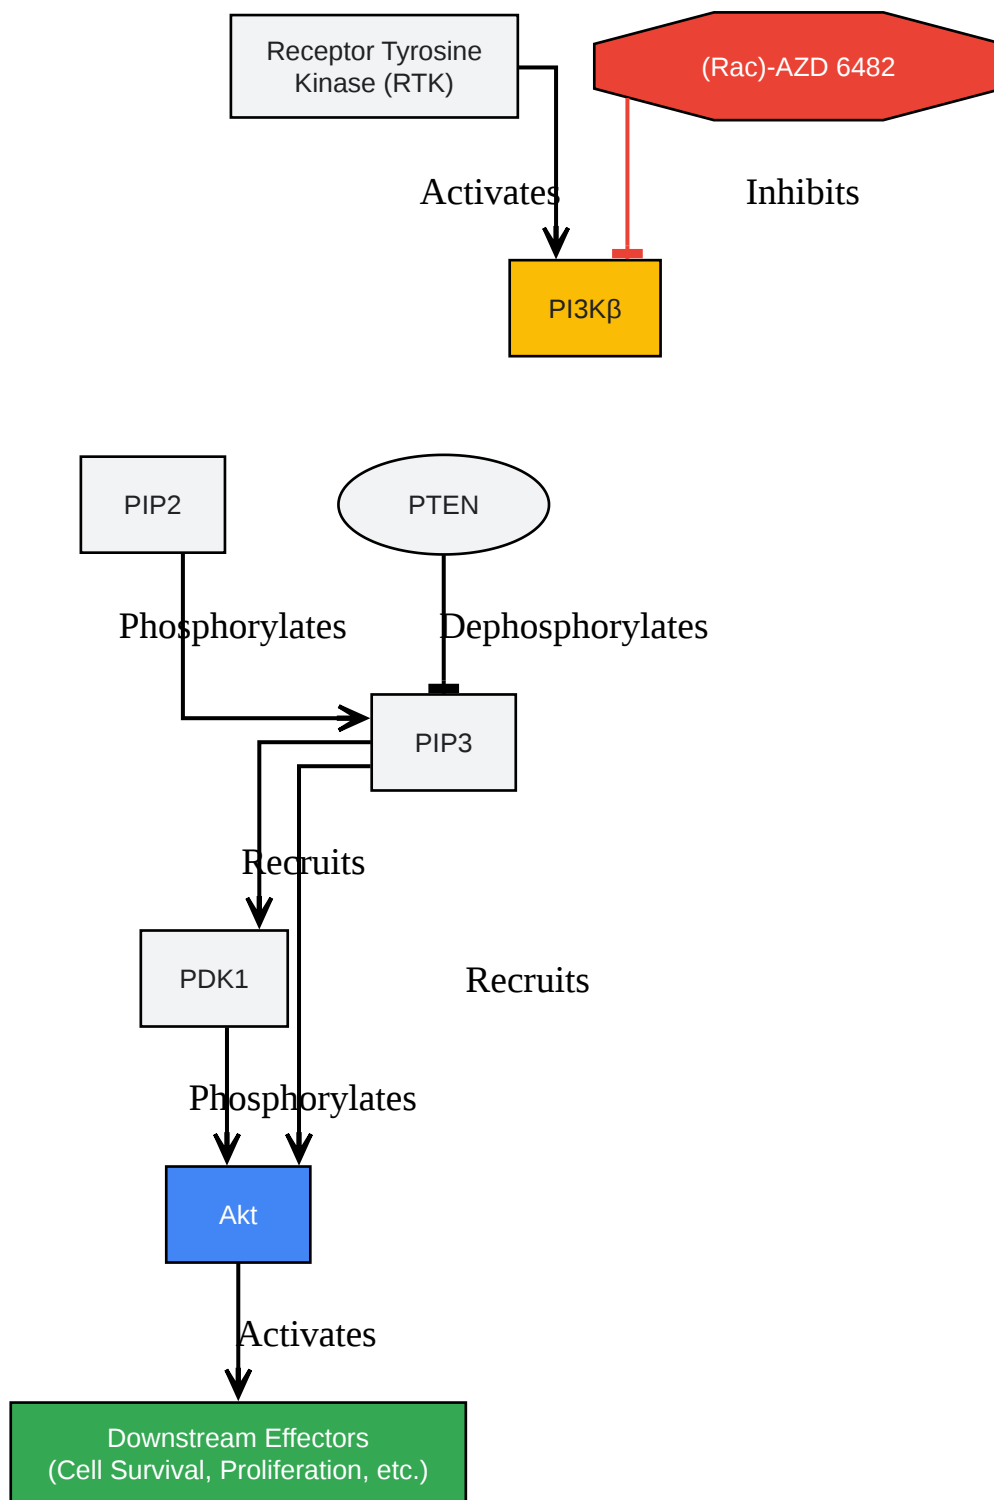 Receptor Tyrosine
Kinase (RTK)
(Rac)-AZD 6482
Activates
Inhibits
PI3Kβ
PIP2
PTEN
Phosphorylates
Dephosphorylates
PIP3
Recruits
PDK1
Recruits
Phosphorylates
Akt
Activates
Downstream Effectors
(Cell Survival, Proliferation, etc.)